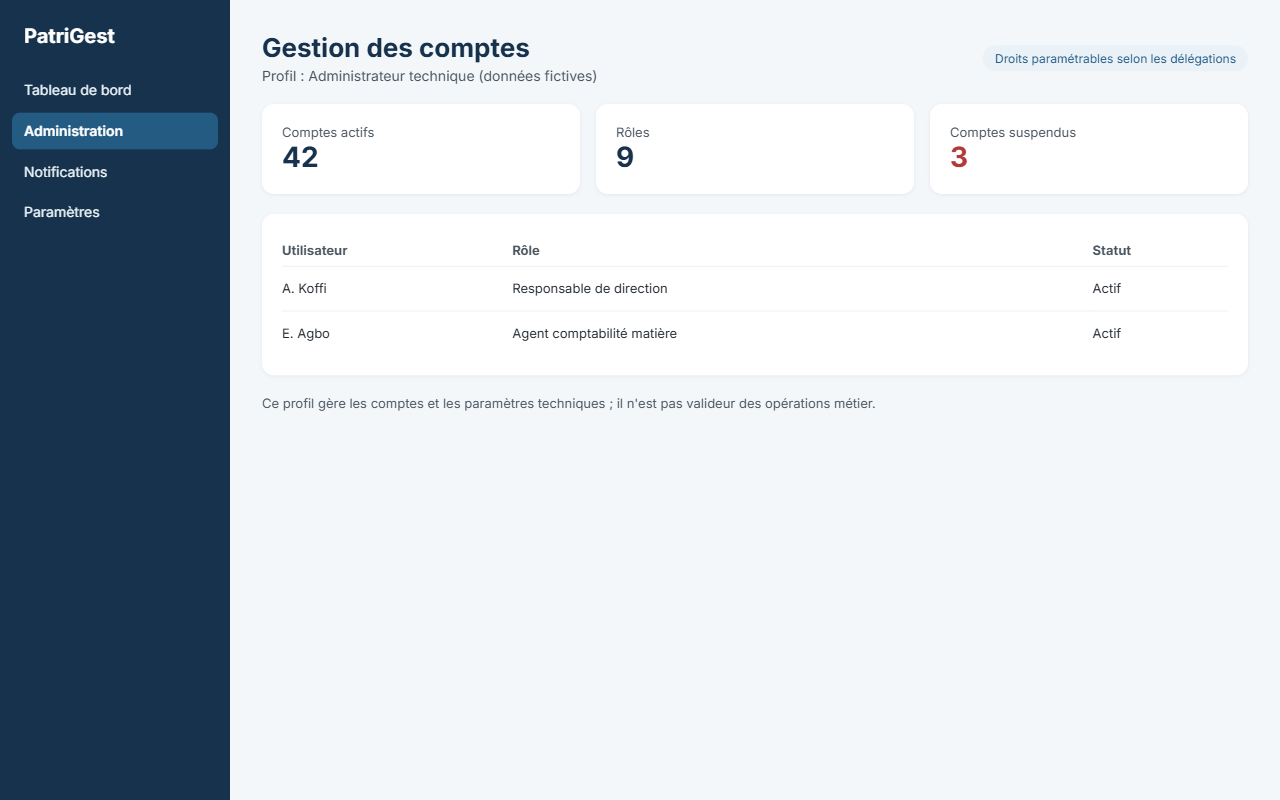 PatriGest
Tableau de bord
Administration
Notifications
Paramètres
Gestion des comptes
Profil : Administrateur technique (données fictives)
Droits paramétrables selon les délégations
Comptes actifs
42
Rôles
9
Comptes suspendus
3
Utilisateur Rôle Statut
A. Koffi Responsable de direction Actif
E. Agbo Agent comptabilité matière Actif
Ce profil gère les comptes et les paramètres techniques ; il n'est pas valideur des opérations métier.